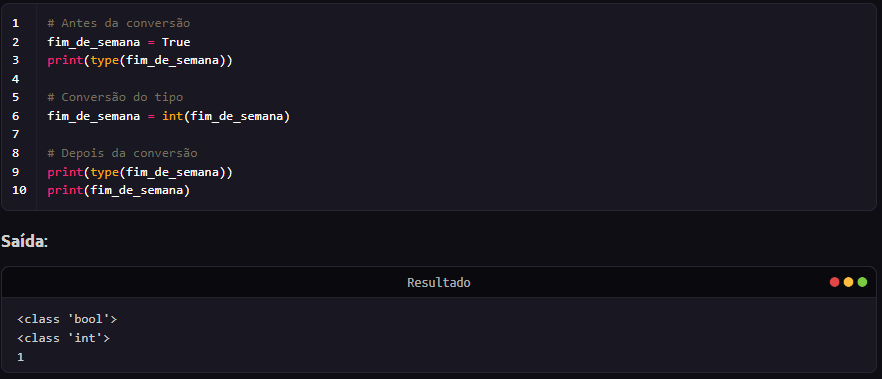 1 # Antes da conversão
2 fim_de_semana = True
3 print(type(fim_de_semana))
4
5 # Conversão do tipo
6 fim_de_semana = int(fim_de_semana)
7
8 # Depois da conversão
9 print(type(fim_de_semana))
10 print(fim_de_semana)
Saída:
Resultado
<class 'bool'>
<class 'int'>
1